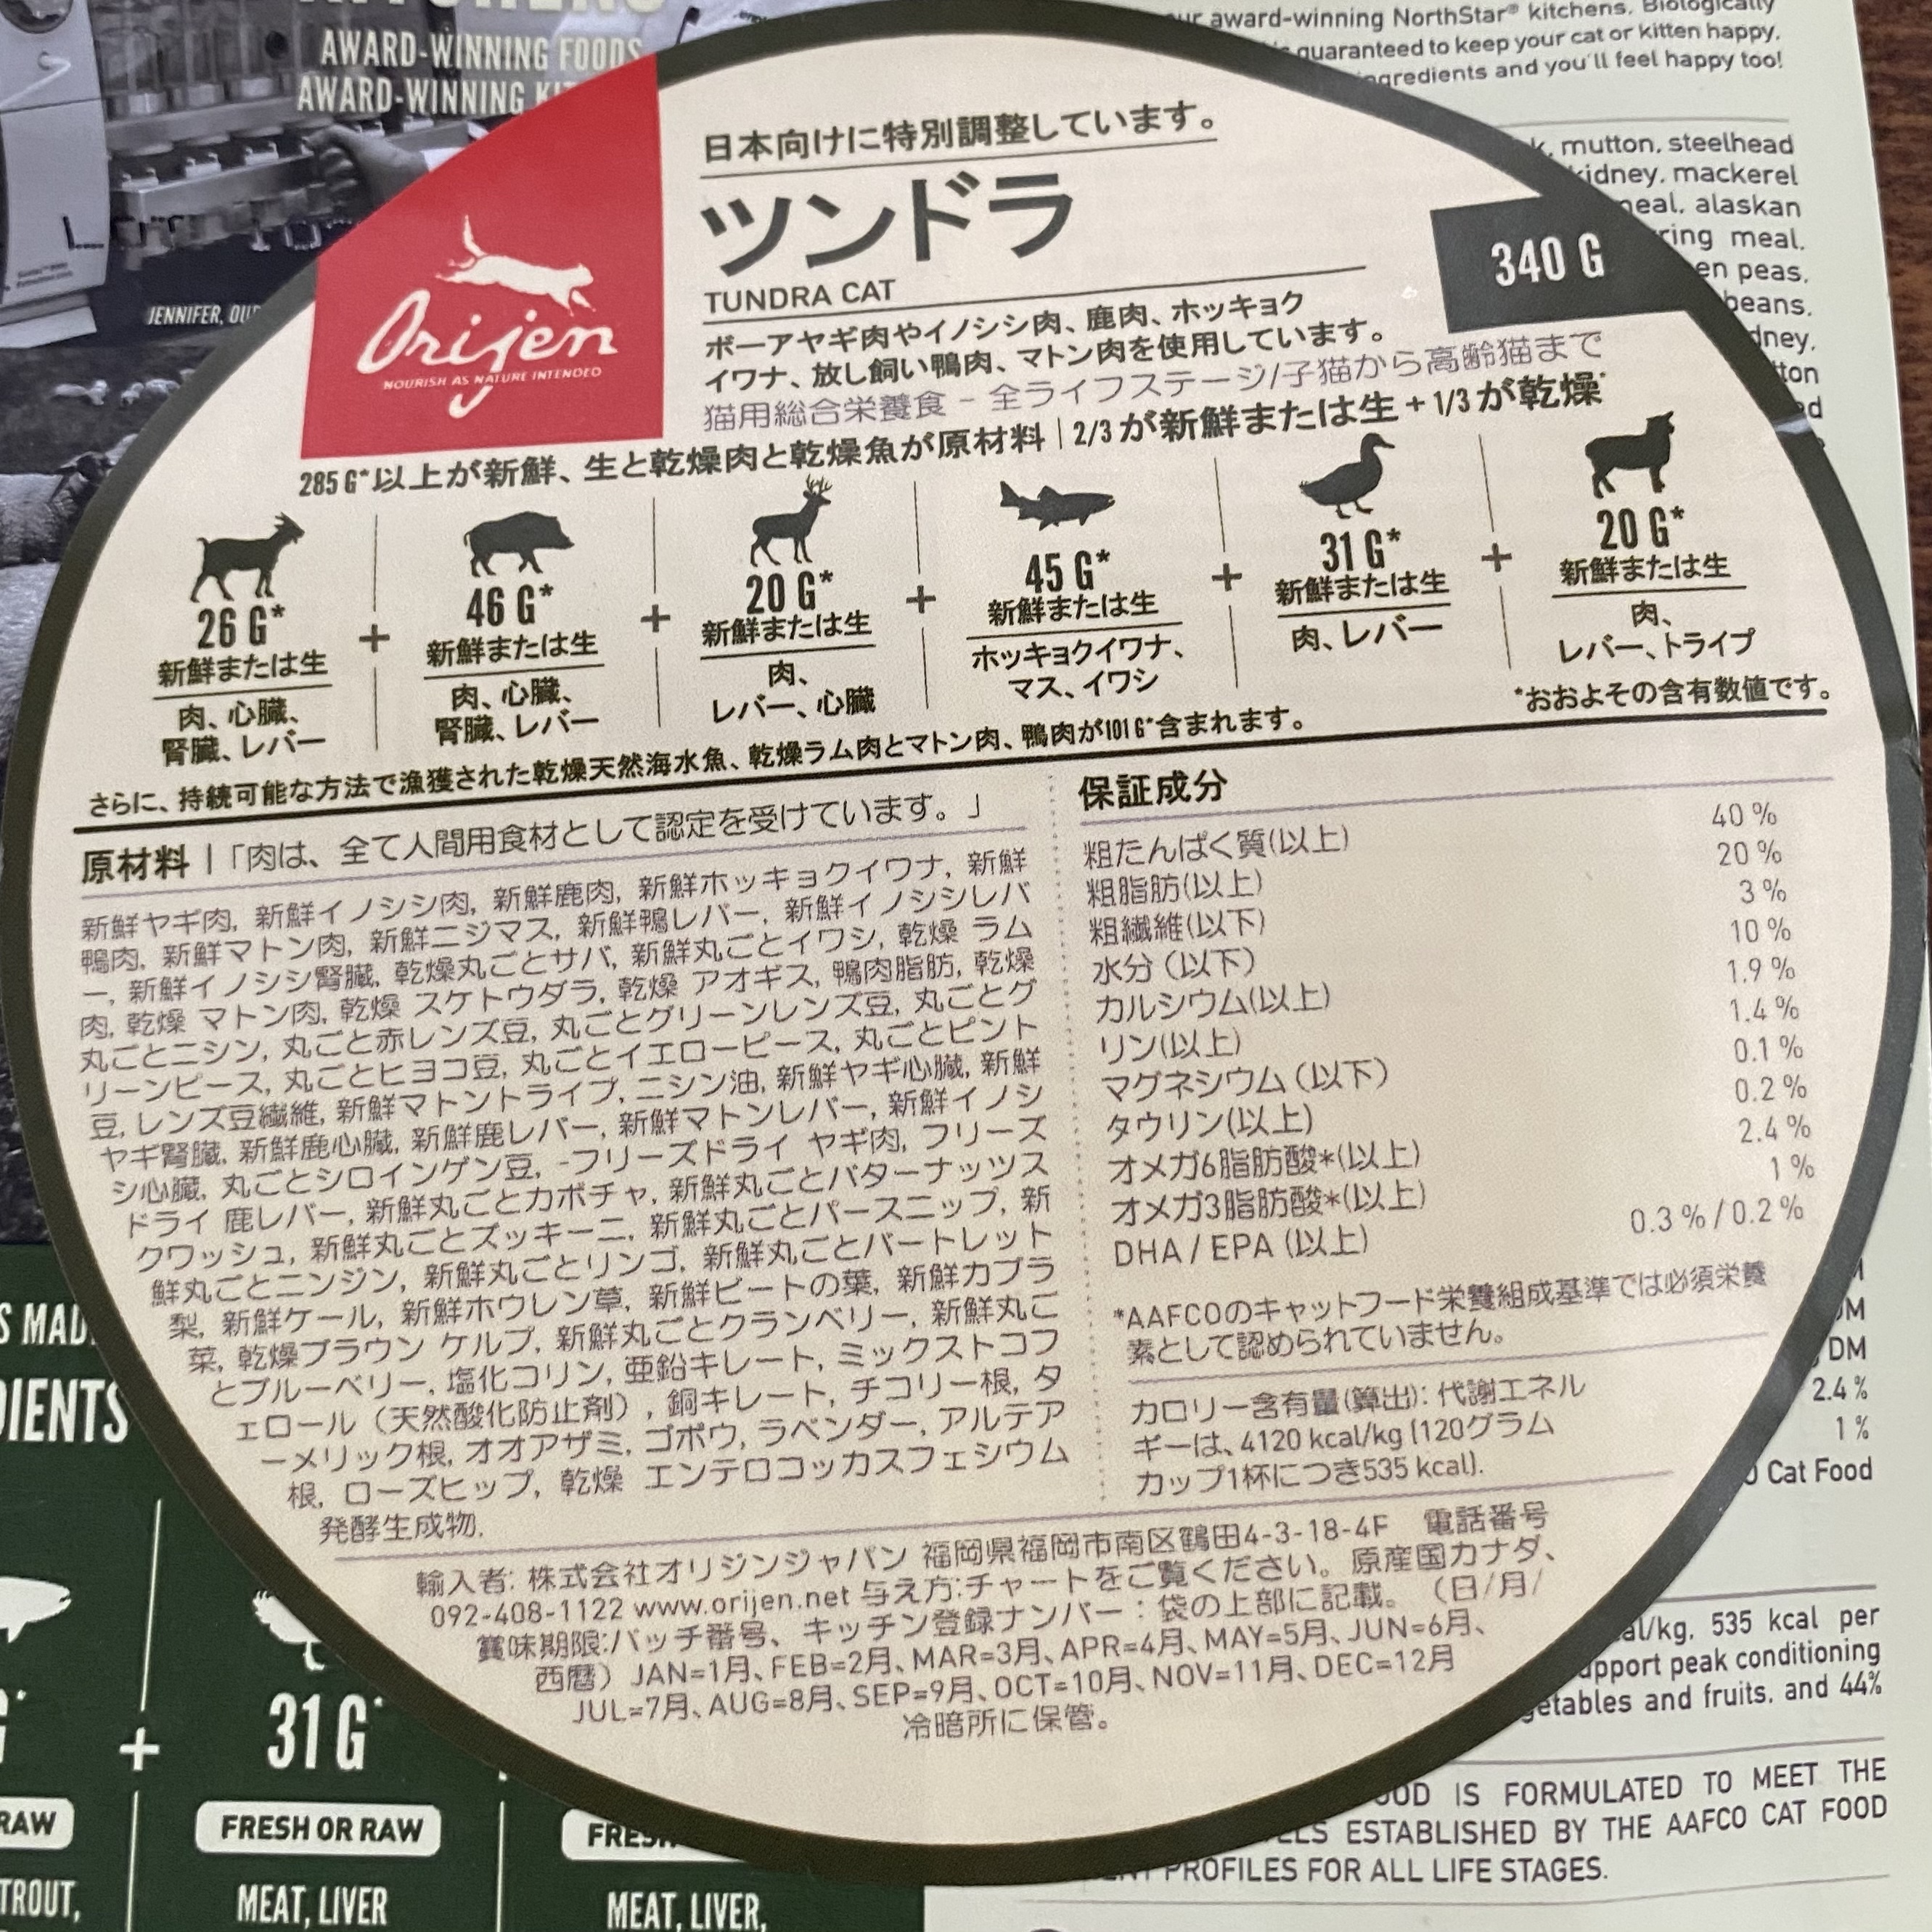 KITCHENS
AWARD-WINNING FOODS
AWARD-WINNING
JENNIFER, OUR
our award-winning NorthStar® kitchens. Biologically
guaranteed to keep your cat or kitten happy,
ingredients and you'll feel happy too!
mutton, steelhead
kidney, mackerel
meal, alaskan
meal,
peas,
beans,
日本向けに特別調整しています。
ツンドラ
TUNDRA CAT
340 G
Orijen
NOURISH AS NATURE INTENDED
ボーアヤギ肉やイノシシ肉、鹿肉、ホッキョク
イワナ、放し飼い鴨肉、マトン肉を使用しています。
猫用総合栄養食 – 全ライフステージ/子猫から高齢猫まで
285 G*以上が新鮮、生と乾燥肉と乾燥魚が原材料 | 2/3 が新鮮または生 + 1/3 が乾燥*
26 G* + 46 G* + 20 G* + 45 G* + 31 G* + 20 G*
新鮮または生 新鮮または生 新鮮または生 新鮮または生 新鮮または生 新鮮または生
肉、心臓、 肉、心臓、 肉、 ホッキョクイワナ、 肉、レバー 肉、
腎臓、レバー 腎臓、レバー レバー、心臓 マス、イワシ レバー、トライプ
*おおよその含有数値です。
さらに、持続可能な方法で漁獲された乾燥天然海水魚、乾燥ラム肉とマトン肉、鴨肉が101 G*含まれます。
原材料 | 「肉は、全て人間用食材として認定を受けています。」
新鮮ヤギ肉, 新鮮イノシシ肉, 新鮮鹿肉, 新鮮ホッキョクイワナ, 新鮮
鴨肉, 新鮮マトン肉, 新鮮ニジマス, 新鮮鴨レバー, 新鮮イノシシレバ
ー, 新鮮イノシシ腎臓, 乾燥丸ごとサバ, 新鮮丸ごとイワシ, 乾燥 ラム
肉, 乾燥 マトン肉, 乾燥 スケトウダラ, 乾燥 アオギス, 鴨肉脂肪, 乾燥
丸ごとニシン, 丸ごと赤レンズ豆, 丸ごとグリーンレンズ豆, 丸ごとグ
リーンピース, 丸ごとヒヨコ豆, 丸ごとイエローピース, 丸ごとピント
豆, レンズ豆繊維, 新鮮マトントライプ, ニシン油, 新鮮ヤギ心臓, 新鮮
ヤギ腎臓, 新鮮鹿心臓, 新鮮鹿レバー, 新鮮マトンレバー, 新鮮イノシ
シ心臓, 丸ごとシロインゲン豆, -フリーズドライ ヤギ肉, フリーズ
ドライ 鹿レバー, 新鮮丸ごとカボチャ, 新鮮丸ごとバターナッツス
クワッシュ, 新鮮丸ごとズッキーニ, 新鮮丸ごとパースニップ, 新
鮮丸ごとニンジン, 新鮮丸ごとリンゴ, 新鮮丸ごとバートレット
梨, 新鮮ケール, 新鮮ホウレン草, 新鮮ビートの葉, 新鮮カブラ
菜, 乾燥ブラウン ケルプ, 新鮮丸ごとクランベリー, 新鮮丸ご
とブルーベリー, 塩化コリン, 亜鉛キレート, ミックストコフ
ェロール（天然酸化防止剤）, 銅キレート, チコリー根, タ
ーメリック根, オオアザミ, ゴボウ, ラベンダー, アルテア
根, ローズヒップ, 乾燥 エンテロコッカスフェシウム
発酵生成物.
保証成分
粗たんぱく質(以上) 40 %
粗脂肪(以上) 20 %
粗繊維(以下) 3 %
水分 (以下) 10 %
カルシウム(以上) 1.9 %
リン(以上) 1.4 %
マグネシウム (以下) 0.1 %
タウリン(以上) 0.2 %
オメガ6脂肪酸*(以上) 2.4 %
オメガ3脂肪酸*(以上) 1 %
DHA / EPA (以上) 0.3 % / 0.2 %
*AAFCOのキャットフード栄養組成基準では必須栄養
素として認められていません。
カロリー含有量(算出): 代謝エネル
ギーは、4120 kcal/kg (120グラム
カップ1杯につき535 kcal).
輸入者: 株式会社オリジンジャパン 福岡県福岡市南区鶴田4-3-18-4F 電話番号
092-408-1122 www.orijen.net 与え方:チャートをご覧ください。原産国カナダ、
賞味期限:バッチ番号、キッチン登録ナンバー：袋の上部に記載。（日/月/
西暦）JAN=1月、FEB=2月、MAR=3月、APR=4月、MAY=5月、JUN=6月、
JUL=7月、AUG=8月、SEP=9月、OCT=10月、NOV=11月、DEC=12月
冷暗所に保管。
DM
2.4 %
1 %
Cat Food
535 kcal per
support peak conditioning
vegetables and fruits, and 44%
IS FORMULATED TO MEET THE
ESTABLISHED BY THE AAFCO CAT FOOD
PROFILES FOR ALL LIFE STAGES.
+ 31 G*
RAW FRESH OR RAW FRESH
TROUT, MEAT, LIVER MEAT, LIVER,